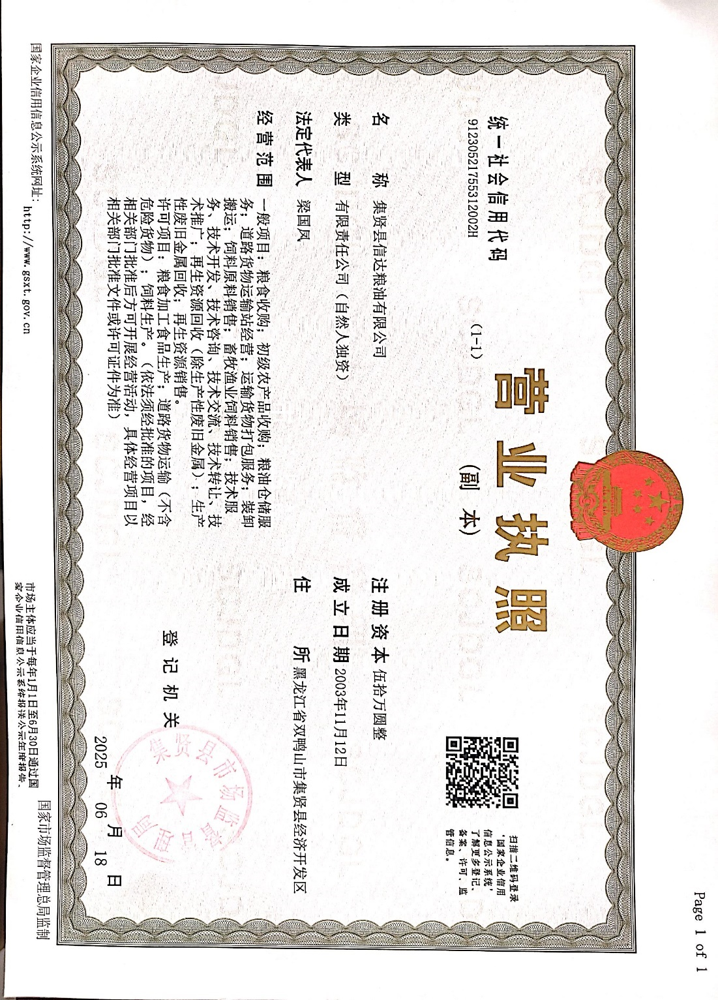 Page 1 of 1
营业执照
(副 本)
(1-1)
统一社会信用代码
91230521755312002H
扫描二维码登录
'国家企业信用
信息公示系统'
了解更多登记、
备案、许可、监
管信息。
名 称 集贤县信达粮油有限公司
类 型 有限责任公司（自然人独资）
法定代表人 梁国凤
经营范围 一般项目：粮食收购；初级农产品收购；粮油仓储服
务；道路货物运输站经营；运输货物打包服务；装卸
搬运；饲料原料销售；畜牧渔业饲料销售；技术服
务、技术开发、技术咨询、技术交流、技术转让、技
术推广；再生资源回收（除生产性废旧金属）；生产
性废旧金属回收；再生资源销售。
许可项目：粮食加工食品生产；道路货物运输（不含
危险货物）；饲料生产。（依法须经批准的项目，经
相关部门批准后方可开展经营活动，具体经营项目以
相关部门批准文件或许可证件为准）
注册资本 伍拾万圆整
成立日期 2003年11月12日
住 所 黑龙江省双鸭山市集贤县经济开发区
登记机关
集贤县市场监督管理局
2025 年 06 月 18 日
国家企业信用信息公示系统网址：http://www.gsxt.gov.cn
市场主体应当于每年1月1日至6月30日通过国
家企业信用信息公示系统报送公示年度报告。
国家市场监督管理总局监制